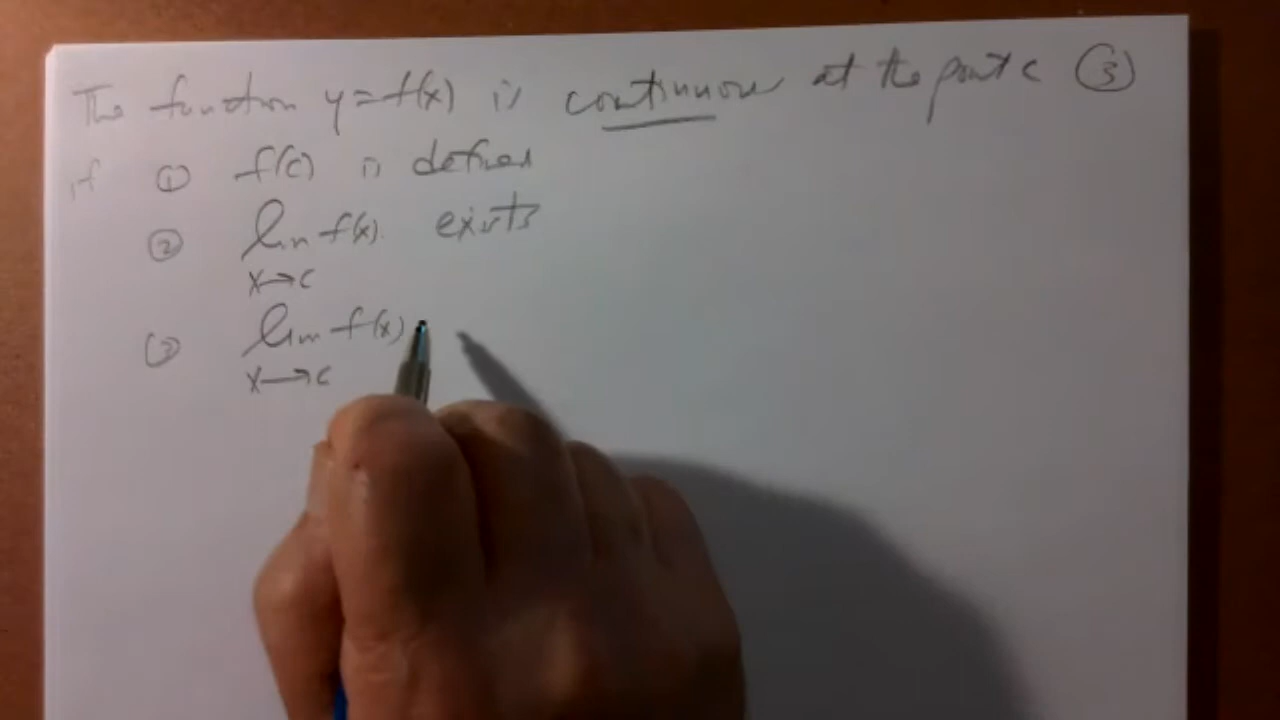 The function y=f(x) is continuous at the point c ③
if ① f(c) is defined
② lim f(x) exists
x→c
③ lim f(x)
x→c